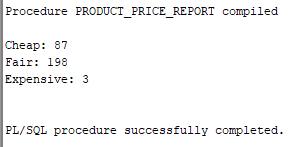 Procedure PRODUCT_PRICE_REPORT compiled
Cheap: 87
Fair: 198
Expensive: 3
PL/SQL procedure successfully completed.